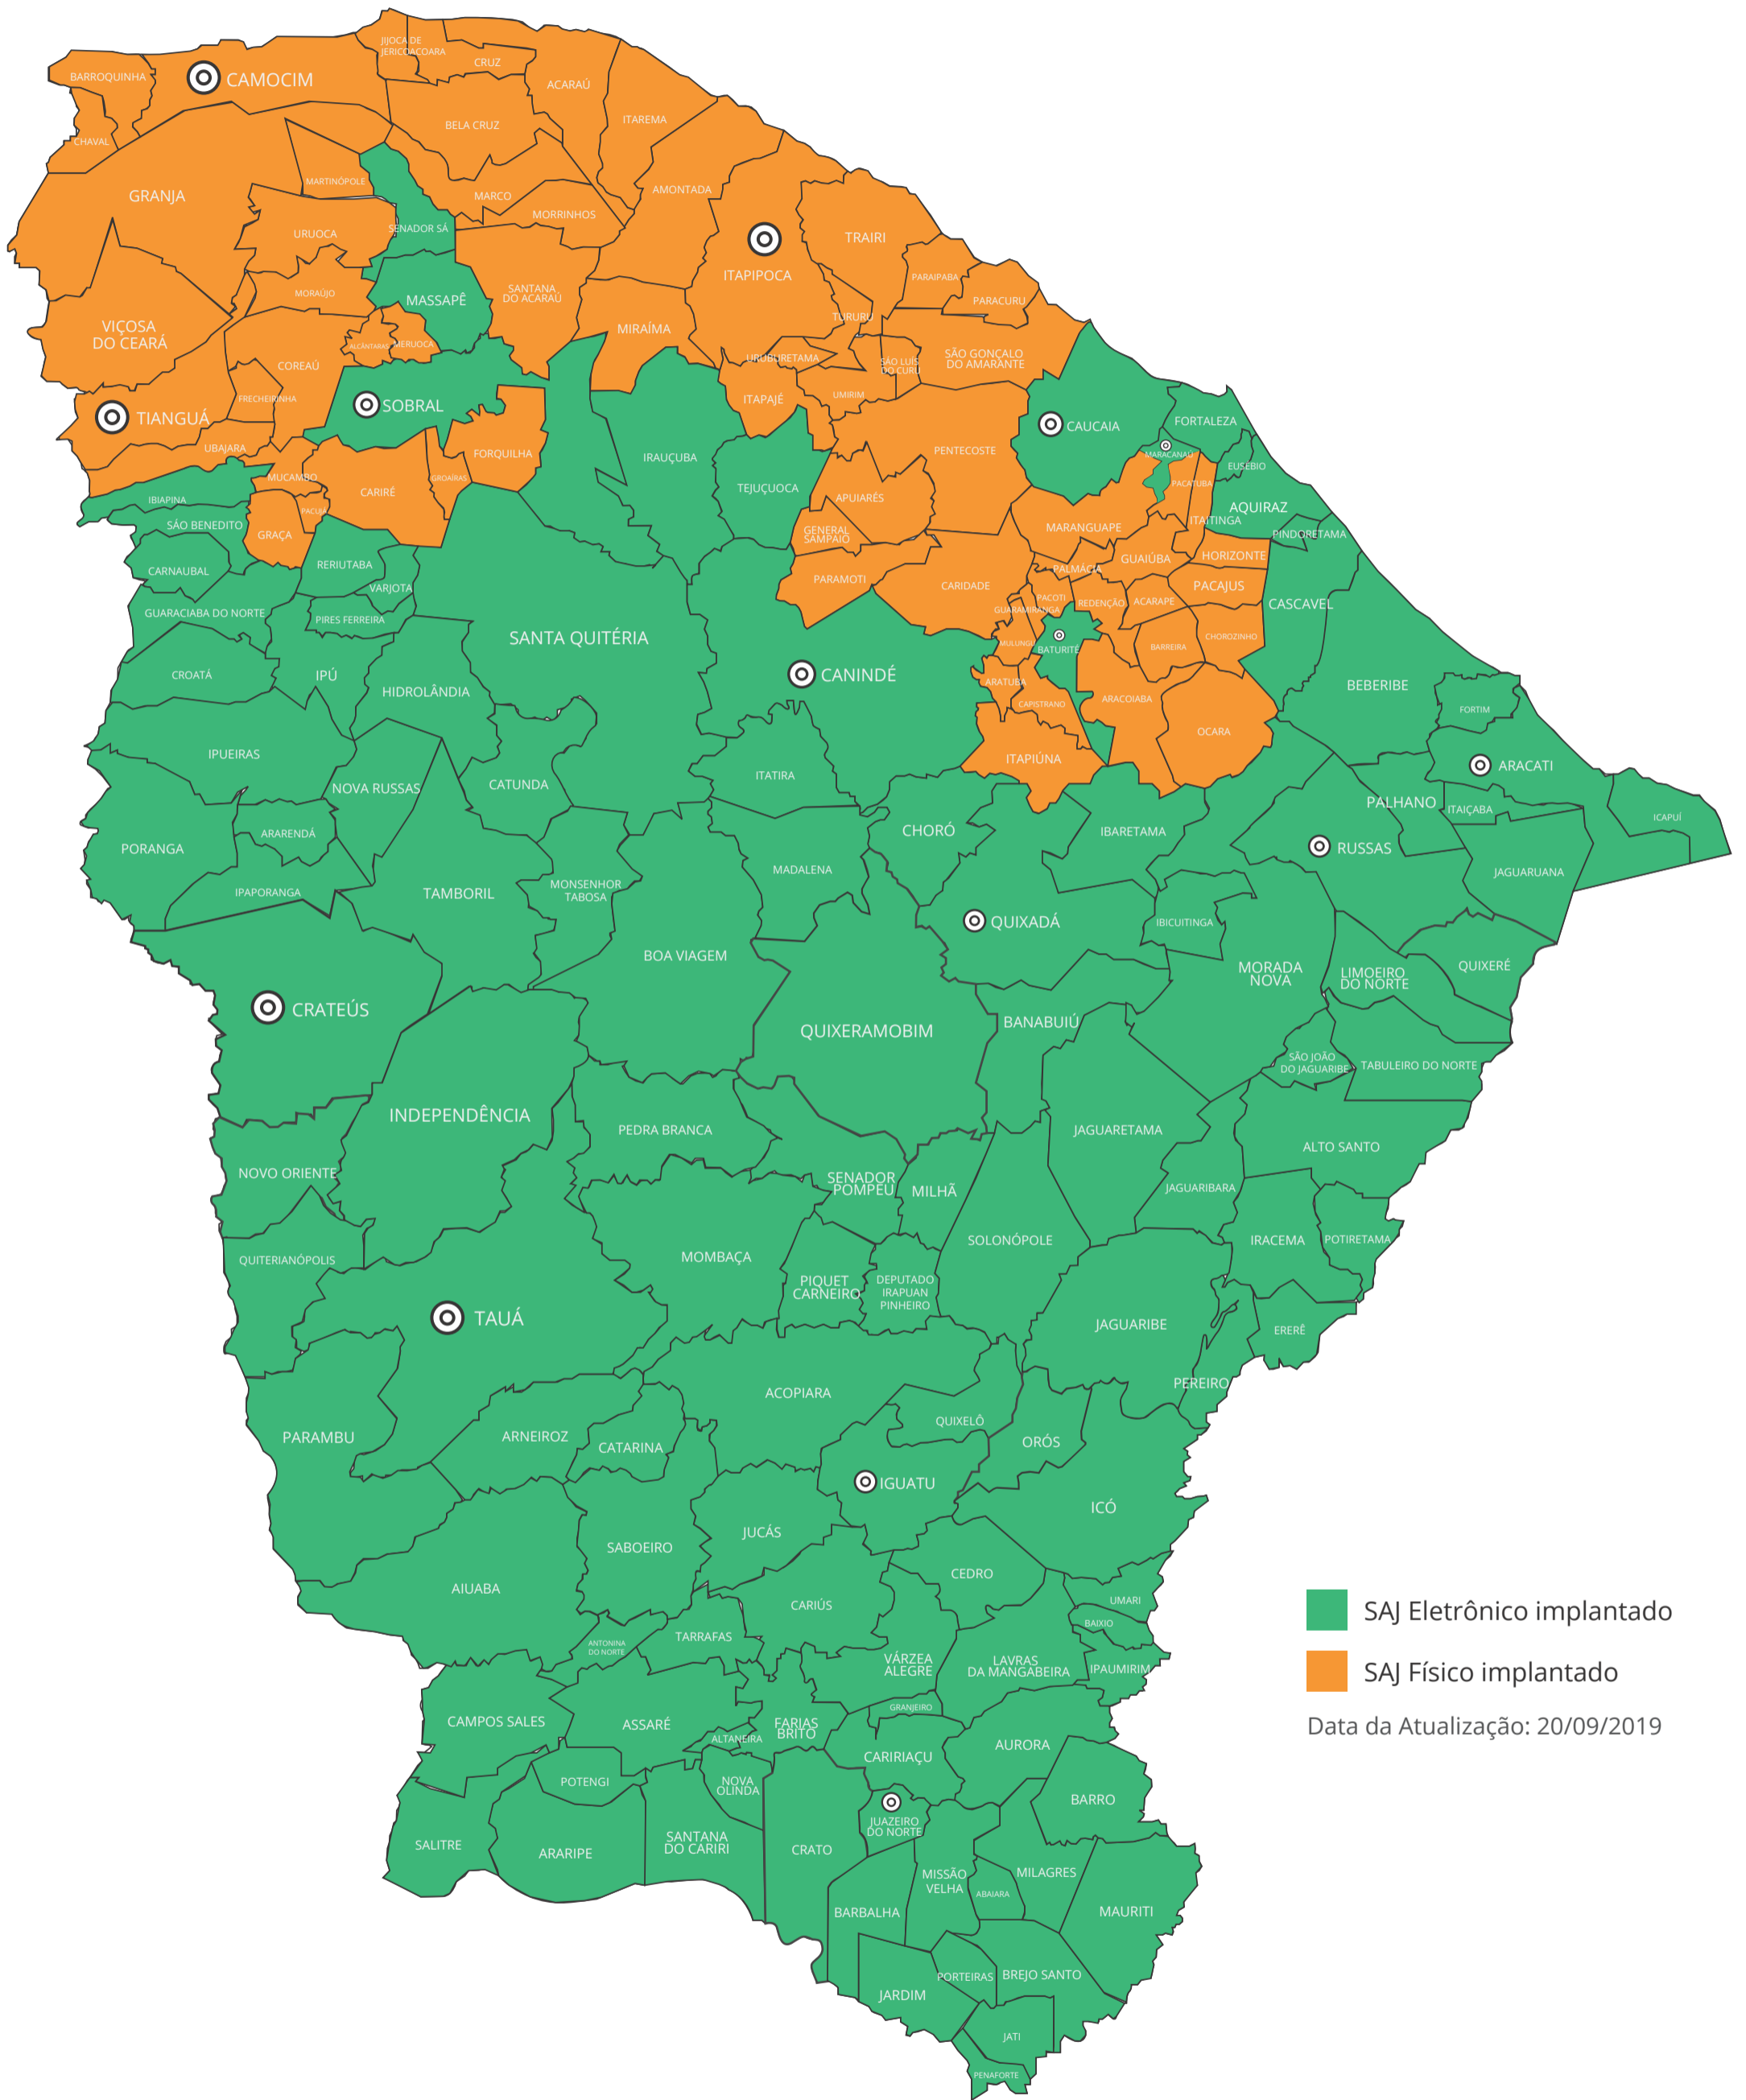 JIJOCA DE
JERICOACOARA
CRUZ
BARROQUINHA
CAMOCIM
ACARAÚ
ITAREMA
BELA CRUZ
CHAVAL
MARTINÓPOLE
GRANJA
MARCO
AMONTADA
MORRINHOS
SENADOR SÁ
URUOCA
TRAIRI
ITAPIPOCA
PARAIPABA
MORAÚJO
MASSAPÊ
SANTANA
DO ACARAÚ
PARACURU
TURURU
VIÇOSA
DO CEARÁ
MIRAÍMA
ALCÂNTARAS
MERUOCA
URUBURETAMA
SÃO LUÍS
DO CURÚ
SÃO GONÇALO
DO AMARANTE
COREAÚ
FRECHEIRINHA
ITAPAJÉ
UMIRIM
SOBRAL
TIANGUÁ
CAUCAIA
FORTALEZA
UBAJARA
FORQUILHA
IRAUÇUBA
PENTECOSTE
MARACANAÚ
EUSÉBIO
MUCAMBO
GROAÍRAS
CARIRÉ
TEJUÇUOCA
PACATUBA
IBIAPINA
PACUJÁ
APUIARÉS
AQUIRAZ
SÃO BENEDITO
GRAÇA
GENERAL
SAMPAIO
MARANGUAPE
ITAITINGA
PINDORETAMA
CARNAUBAL
RERIUTABA
PARAMOTI
CARIDADE
PALMÁCIA
GUAIÚBA
HORIZONTE
VARJOTA
PACOTI
REDENÇÃO
ACARAPE
PACAJUS
GUARACIABA DO NORTE
PIRES FERREIRA
GUARAMIRANGA
CASCAVEL
SANTA QUITÉRIA
MULUNGU
BATURITÉ
BARREIRA
CHOROZINHO
CROATÁ
IPÚ
CANINDÉ
ARATUBA
HIDROLÂNDIA
CAPISTRANO
ARACOIABA
BEBERIBE
FORTIM
IPUEIRAS
ITAPIÚNA
OCARA
ARACATI
NOVA RUSSAS
CATUNDA
ITATIRA
PALHANO
ITAIÇABA
ICAPUÍ
ARARENDÁ
CHORÓ
IBARETAMA
PORANGA
RUSSAS
IPAPORANGA
TAMBORIL
MONSENHOR
TABOSA
MADALENA
JAGUARUANA
QUIXADÁ
IBICUITINGA
BOA VIAGEM
MORADA
NOVA
LIMOEIRO
DO NORTE
QUIXERÉ
CRATEÚS
QUIXERAMOBIM
BANABUIÚ
SÃO JOÃO
DO JAGUARIBE
TABULEIRO DO NORTE
INDEPENDÊNCIA
PEDRA BRANCA
JAGUARETAMA
ALTO SANTO
NOVO ORIENTE
SENADOR
POMPEU
MILHÃ
JAGUARIBARA
QUITERIANÓPOLIS
MOMBAÇA
SOLONÓPOLE
IRACEMA
POTIRETAMA
PIQUET
CARNEIRO
DEPUTADO
IRAPUAN
PINHEIRO
TAUÁ
JAGUARIBE
ERERÊ
ACOPIARA
PEREIRO
PARAMBU
ARNEIROZ
CATARINA
QUIXELÔ
ORÓS
IGUATU
ICÓ
JUCÁS
SABOEIRO
CEDRO
AIUABA
CARIÚS
UMARI
SAJ Eletrônico implantado
BAIXIO
ANTONINA
DO NORTE
TARRAFAS
VÁRZEA
ALEGRE
LAVRAS
DA MANGABEIRA
IPAUMIRIM
SAJ Físico implantado
GRANJEIRO
CAMPOS SALES
ASSARÉ
FARIAS
BRITO
Data da Atualização: 20/09/2019
ALTANEIRA
CARIRIAÇU
AURORA
POTENGI
NOVA
OLINDA
BARRO
JUAZEIRO
DO NORTE
SALITRE
ARARIPE
SANTANA
DO CARIRI
CRATO
MISSÃO
VELHA
MILAGRES
ABAIARA
BARBALHA
MAURITI
PORTEIRAS
BREJO SANTO
JARDIM
JATI
PENAFORTE